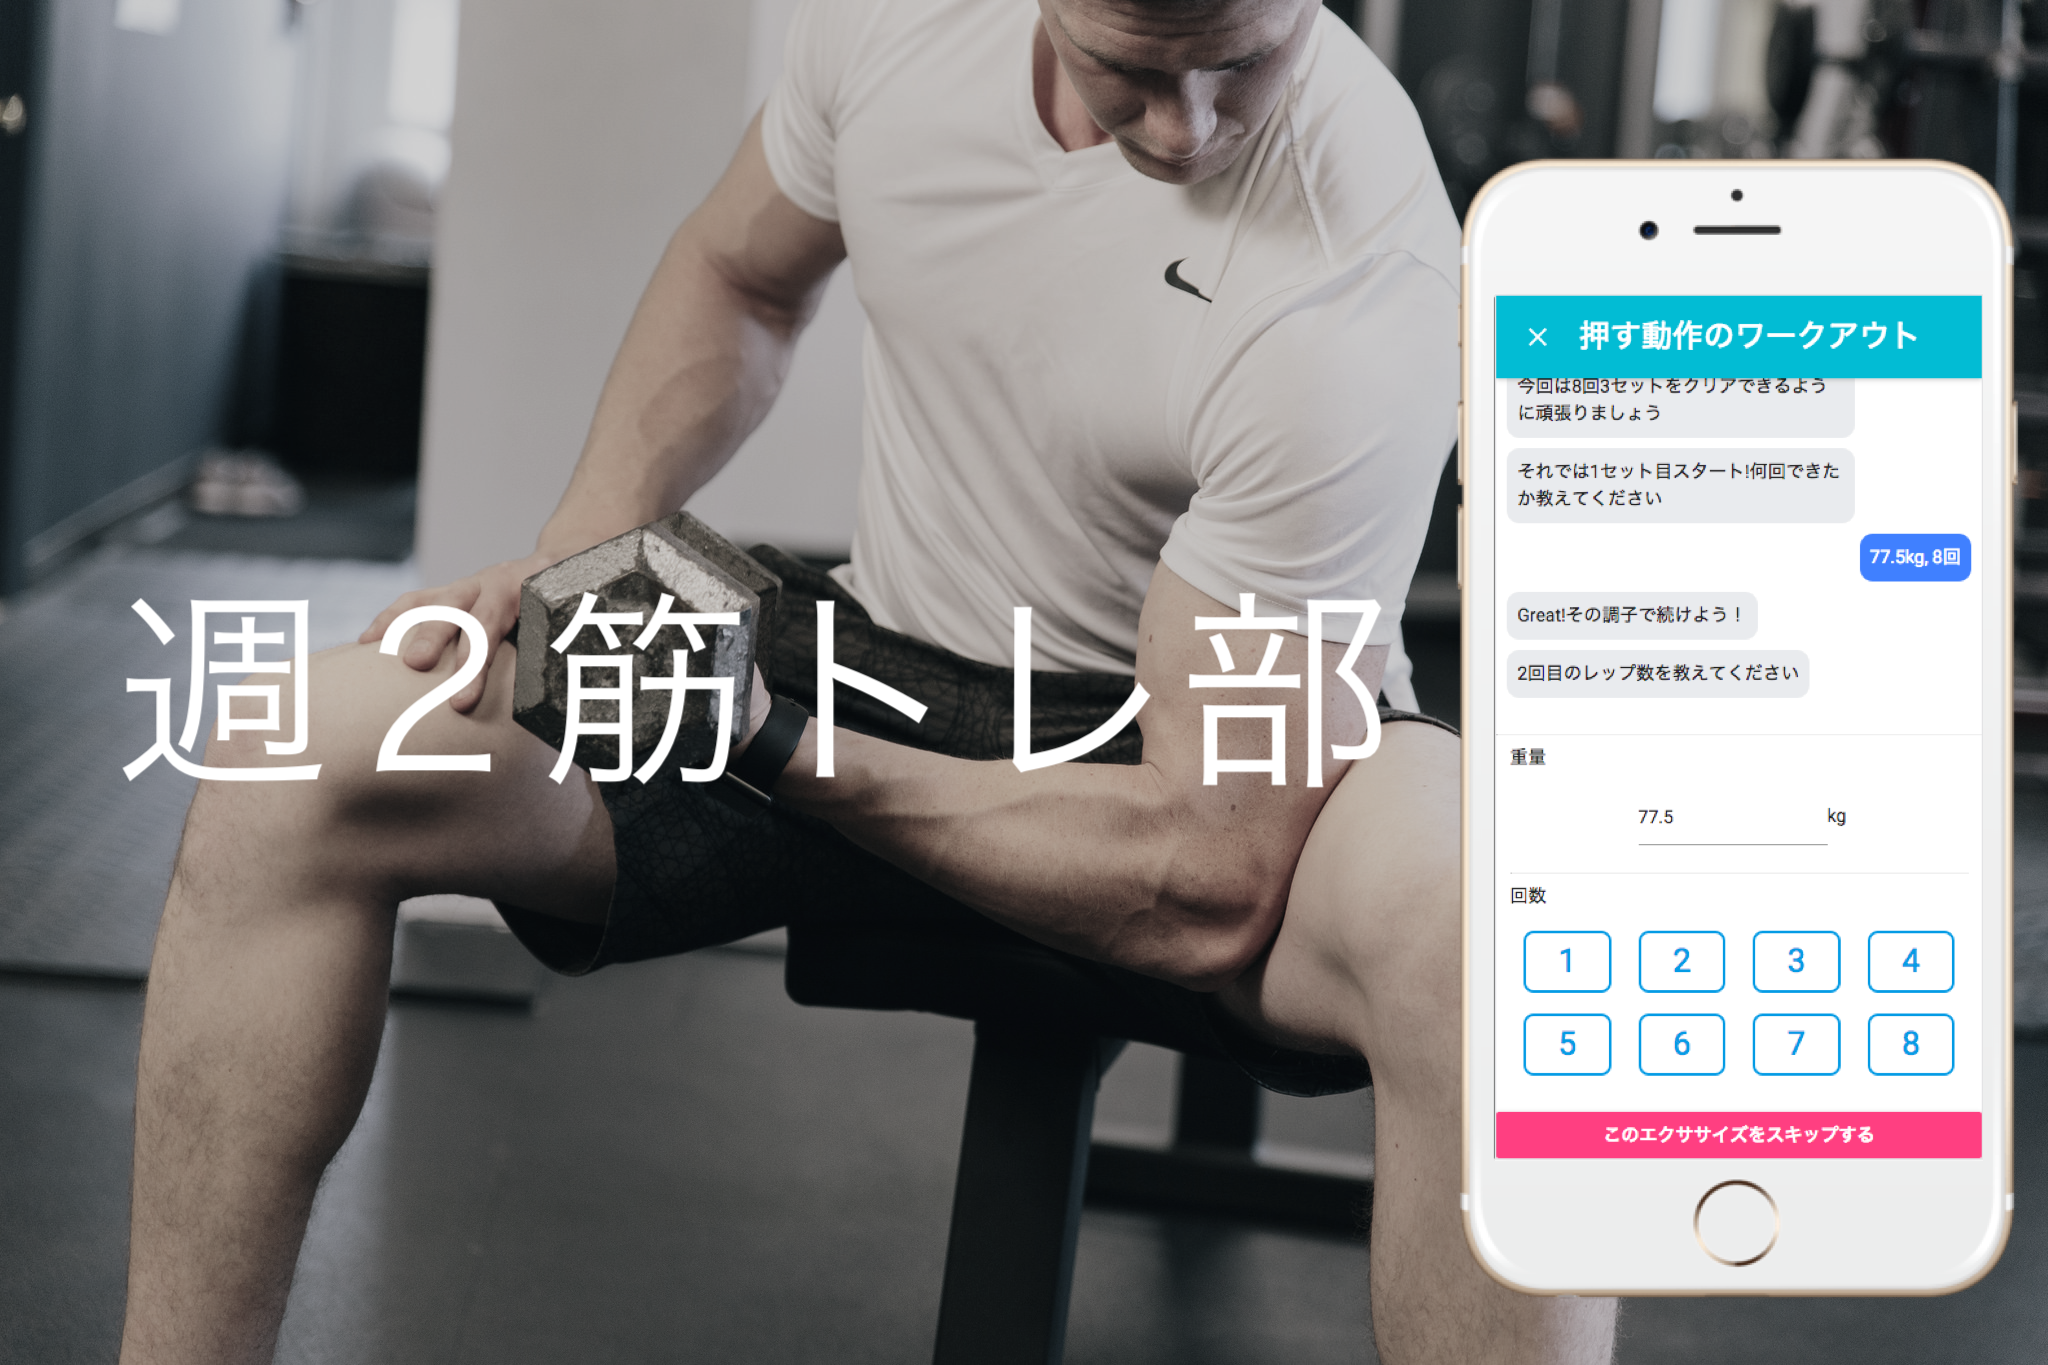 週２筋トレ部
押す動作のワークアウト
今回は8回3セットをクリアできるよう
に頑張りましょう
それでは1セット目スタート!何回できた
か教えてください
77.5kg, 8回
Great!その調子で続けよう！
2回目のレップ数を教えてください
重量
77.5 kg
回数
1 2 3 4
5 6 7 8
このエクササイズをスキップする